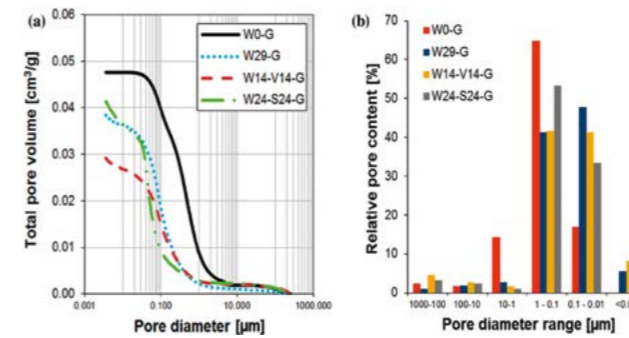 (a)
0.06
0.05
0.04
0.03
0.02
0.01
0.00
Total pore volume [cm³/g]
W0-G
W29-G
W14-V14-G
W24-S24-G
0.001 0.100 10.000 1000.000
Pore diameter [µm]
(b)
70
60
50
40
30
20
10
0
Relative pore content [%]
W0-G
W29-G
W14-V14-G
W24-S24-G
1000-100 100-10 10-1 1 - 0.1 0.1 - 0.01
Pore diameter range [µm]